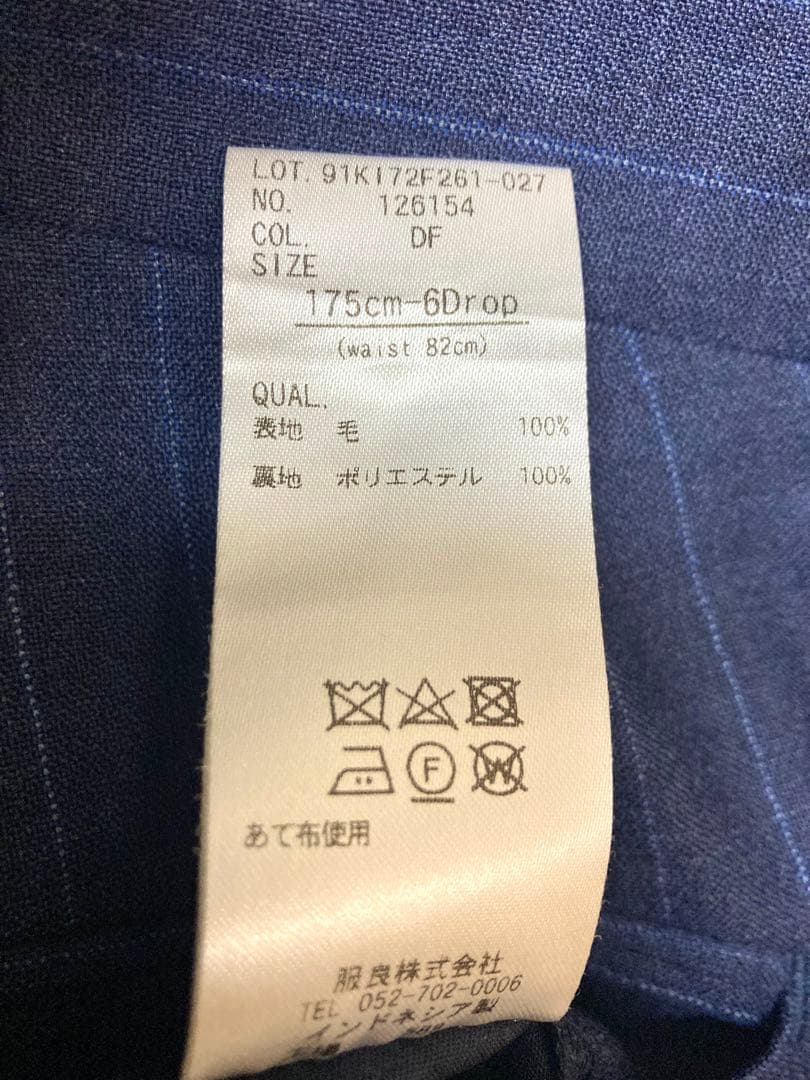 LOT. 91KI72F261-027
NO. 126154
COL. DF
SIZE
175cm-6Drop
(waist 82cm)
QUAL.
表地 毛 100%
裏地 ポリエステル 100%
F W
あて布使用
服良株式会社
TEL 052-702-0006
インドネシア製